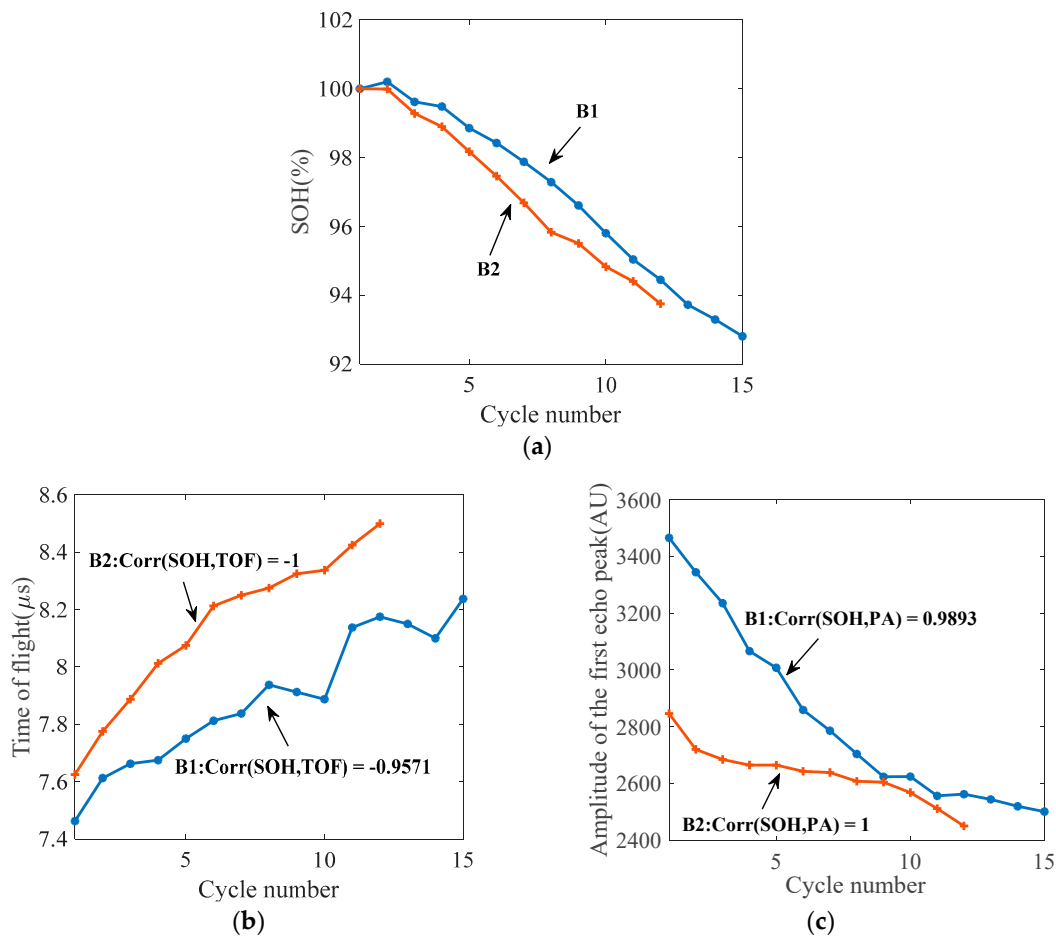 102
100
98
96
94
92
SOH(%)
B1
B2
5
10
15
Cycle number
(a)
8.6
8.4
8.2
8
7.8
7.6
7.4
Time of flight(μs)
B2:Corr(SOH,TOF) = -1
B1:Corr(SOH,TOF) = -0.9571
5
10
15
Cycle number
(b)
3600
3400
3200
3000
2800
2600
2400
Amplitude of the first echo peak(AU)
B1:Corr(SOH,PA) = 0.9893
B2:Corr(SOH,PA) = 1
5
10
15
Cycle number
(c)